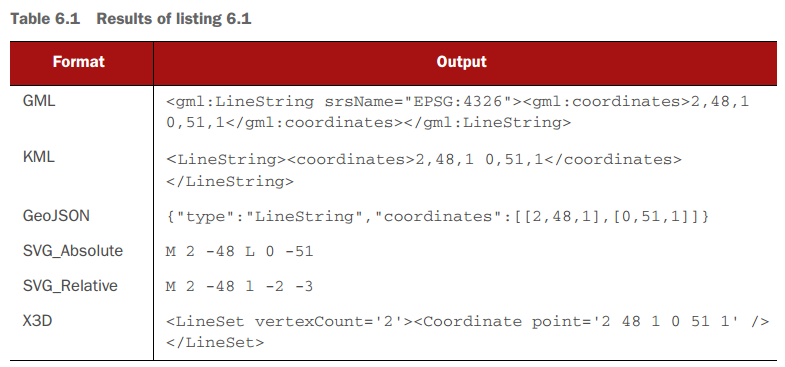 Table 6.1 Results of listing 6.1
Format Output
GML <gml:LineString srsName="EPSG:4326"><gml:coordinates>2,48,1
0,51,1</gml:coordinates></gml:LineString>
KML <LineString><coordinates>2,48,1 0,51,1</coordinates>
</LineString>
GeoJSON {"type":"LineString","coordinates":[[2,48,1],[0,51,1]]}
SVG_Absolute M 2 -48 L 0 -51
SVG_Relative M 2 -48 l -2 -3
X3D <LineSet vertexCount='2'><Coordinate point='2 48 1 0 51 1' />
</LineSet>